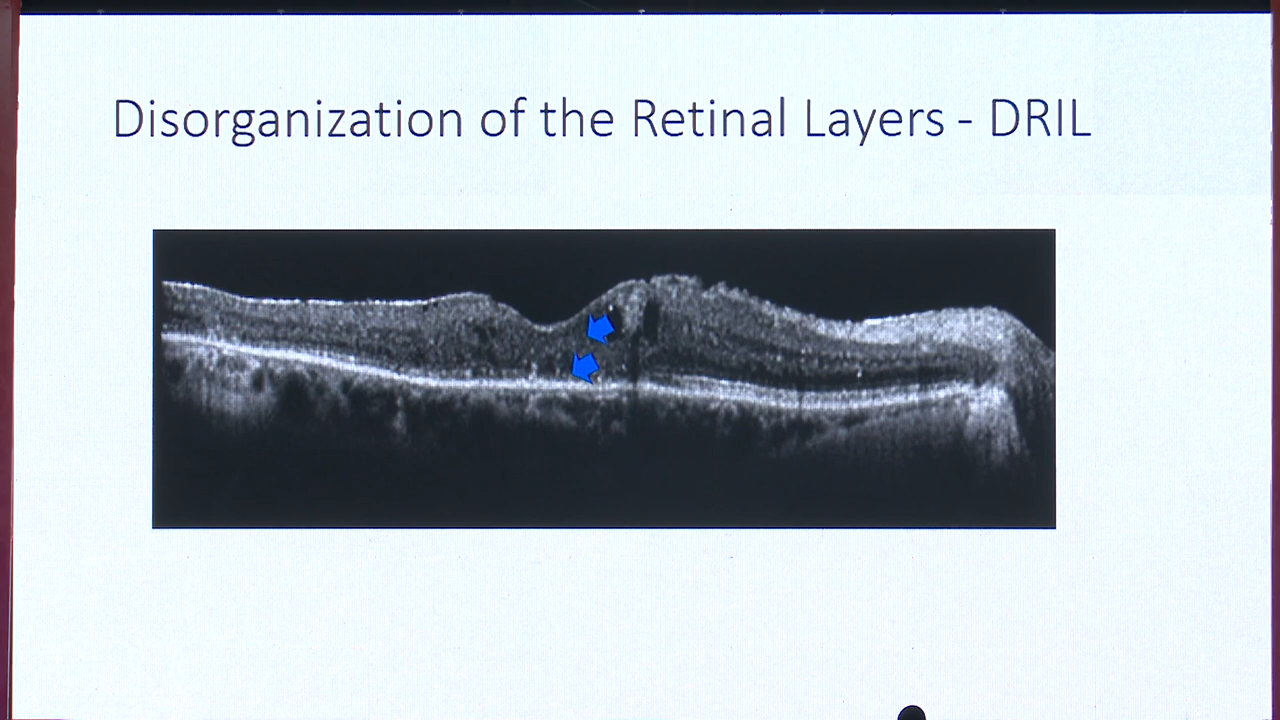 Disorganization of the Retinal Layers - DRIL